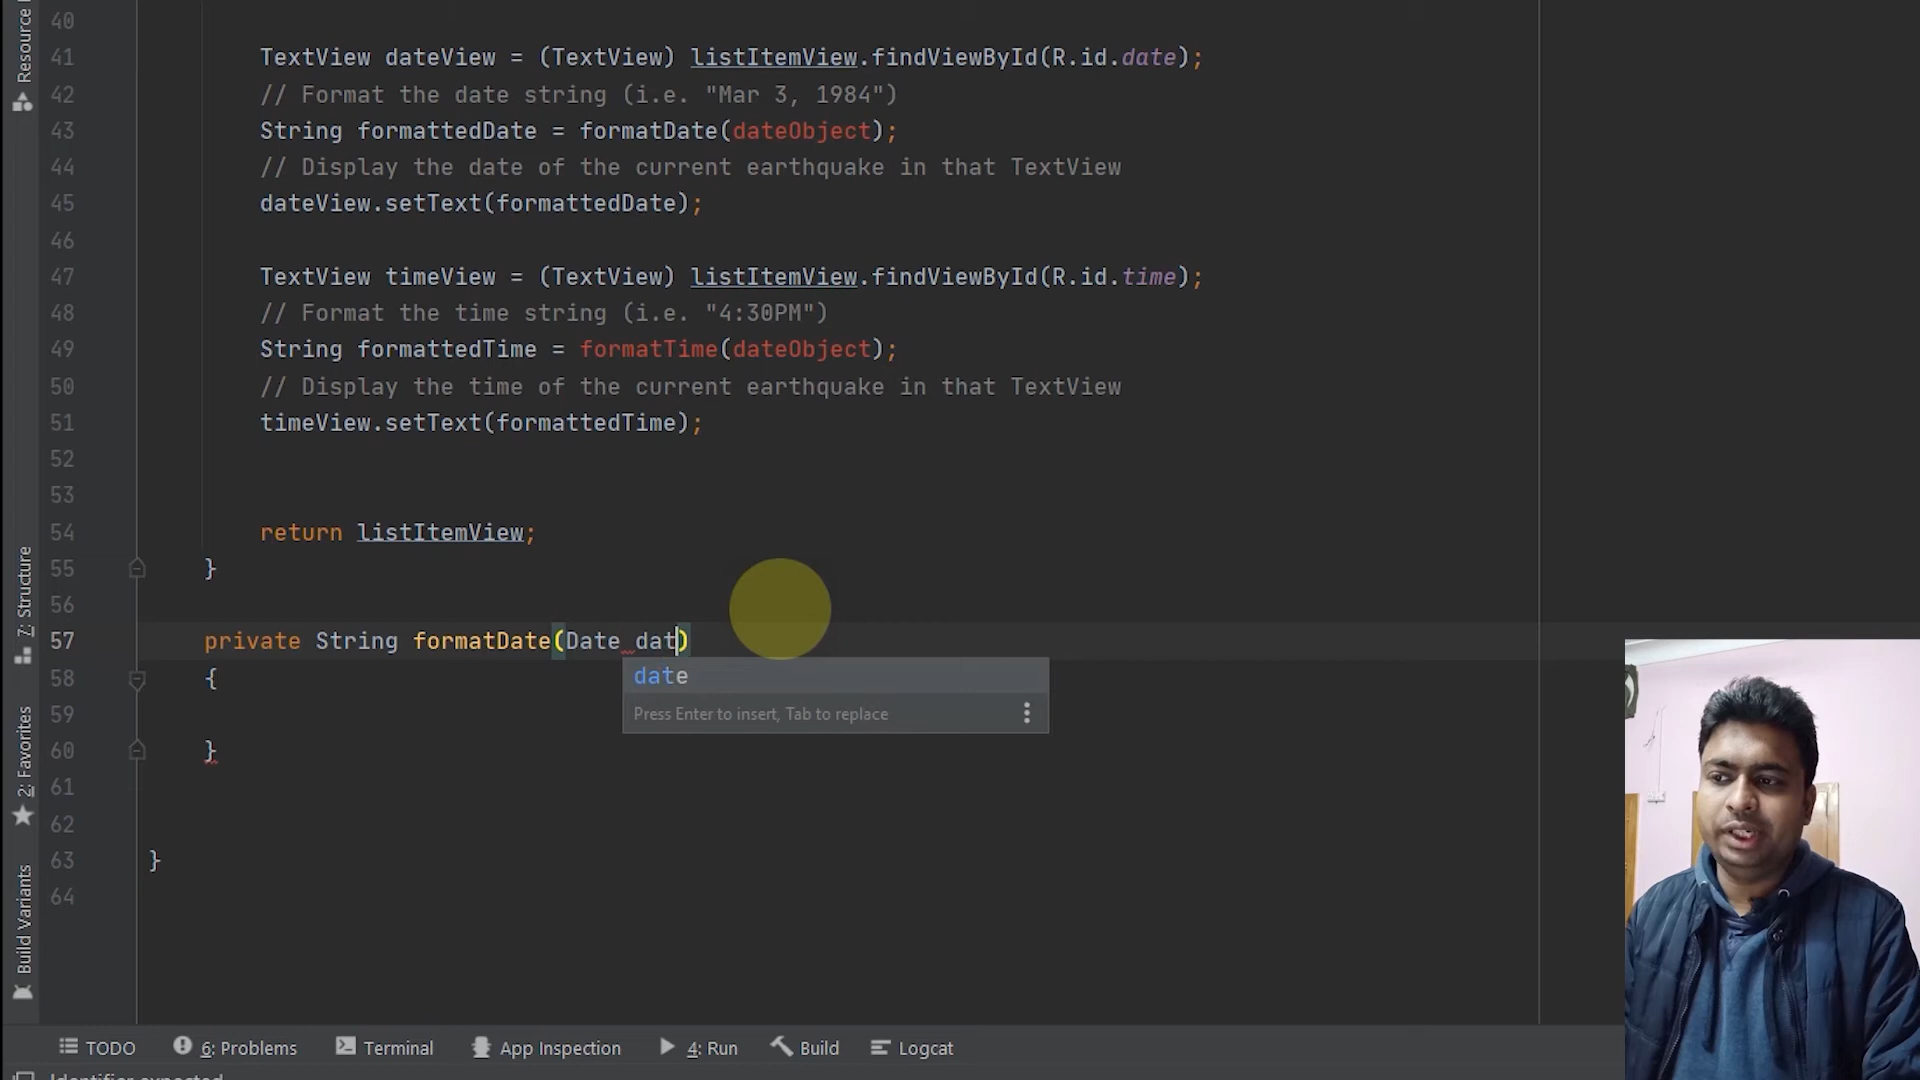 Resource
40
41 TextView dateView = (TextView) listItemView.findViewById(R.id.date);
42 // Format the date string (i.e. "Mar 3, 1984")
43 String formattedDate = formatDate(dateObject);
44 // Display the date of the current earthquake in that TextView
45 dateView.setText(formattedDate);
46
47 TextView timeView = (TextView) listItemView.findViewById(R.id.time);
48 // Format the time string (i.e. "4:30PM")
49 String formattedTime = formatTime(dateObject);
50 // Display the time of the current earthquake in that TextView
51 timeView.setText(formattedTime);
52
53
54 return listItemView;
55 }
56
57 private String formatDate(Date dat)
58 {
date
59
Press Enter to insert, Tab to replace
60 }
61
62
63 }
64
7: Structure
2: Favorites
Build Variants
TODO 6: Problems Terminal App Inspection 4: Run Build Logcat
Identifier expected